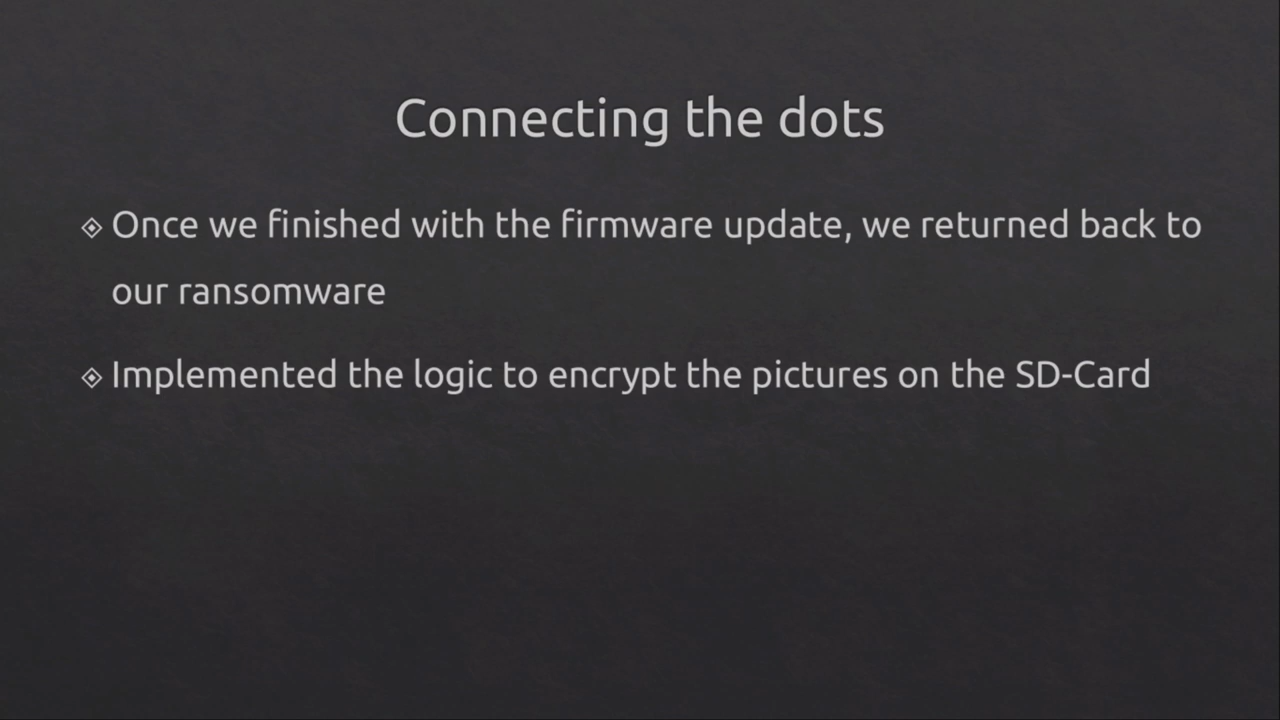 Connecting the dots
Once we finished with the firmware update, we returned back to
our ransomware
Implemented the logic to encrypt the pictures on the SD-Card